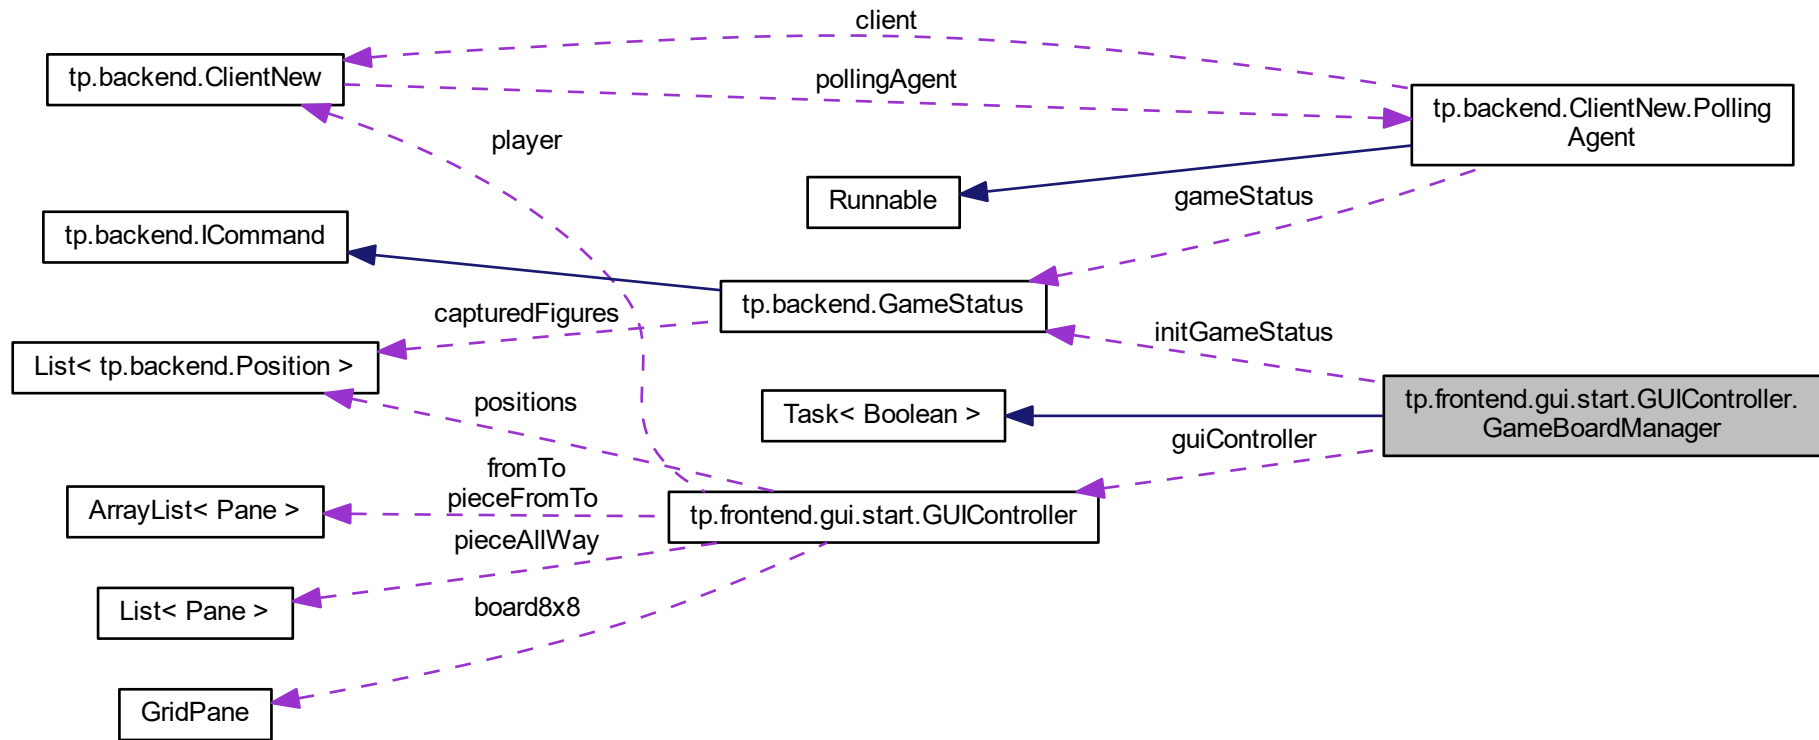 client
tp.backend.ClientNew
pollingAgent
tp.backend.ClientNew.Polling
Agent
player
Runnable
gameStatus
tp.backend.ICommand
tp.backend.GameStatus
capturedFigures
initGameStatus
List< tp.backend.Position >
positions
Task< Boolean >
tp.frontend.gui.start.GUIController.
GameBoardManager
guiController
fromTo
pieceFromTo
ArrayList< Pane >
tp.frontend.gui.start.GUIController
pieceAllWay
List< Pane >
board8x8
GridPane